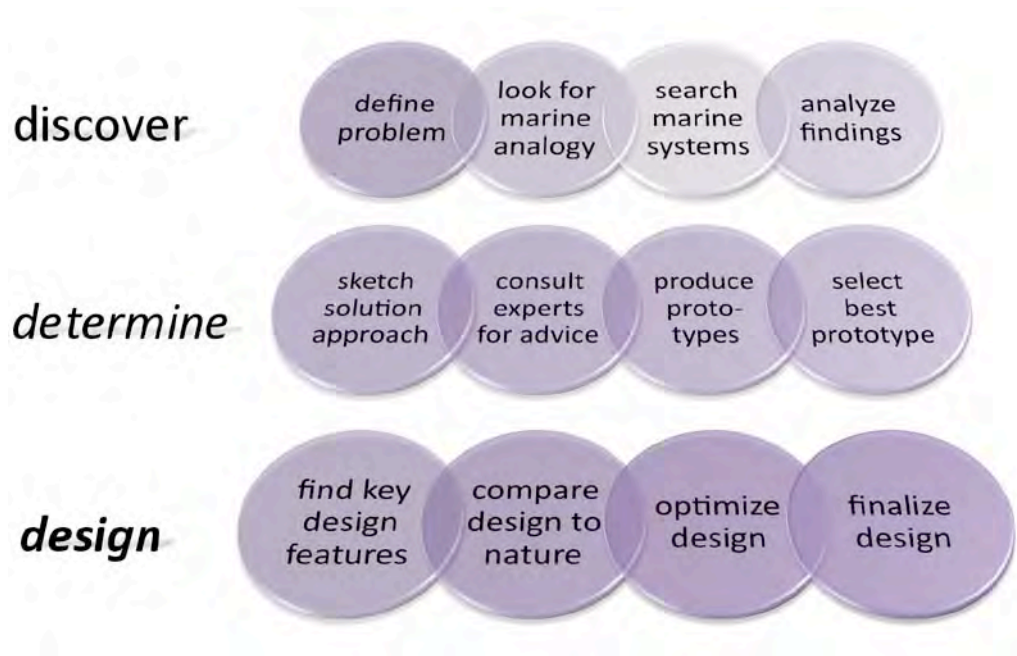 discover
define
problem
look for
marine
analogy
search
marine
systems
analyze
findings
determine
sketch
solution
approach
consult
experts
for advice
produce
proto-
types
select
best
prototype
design
find key
design
features
compare
design to
nature
optimize
design
finalize
design